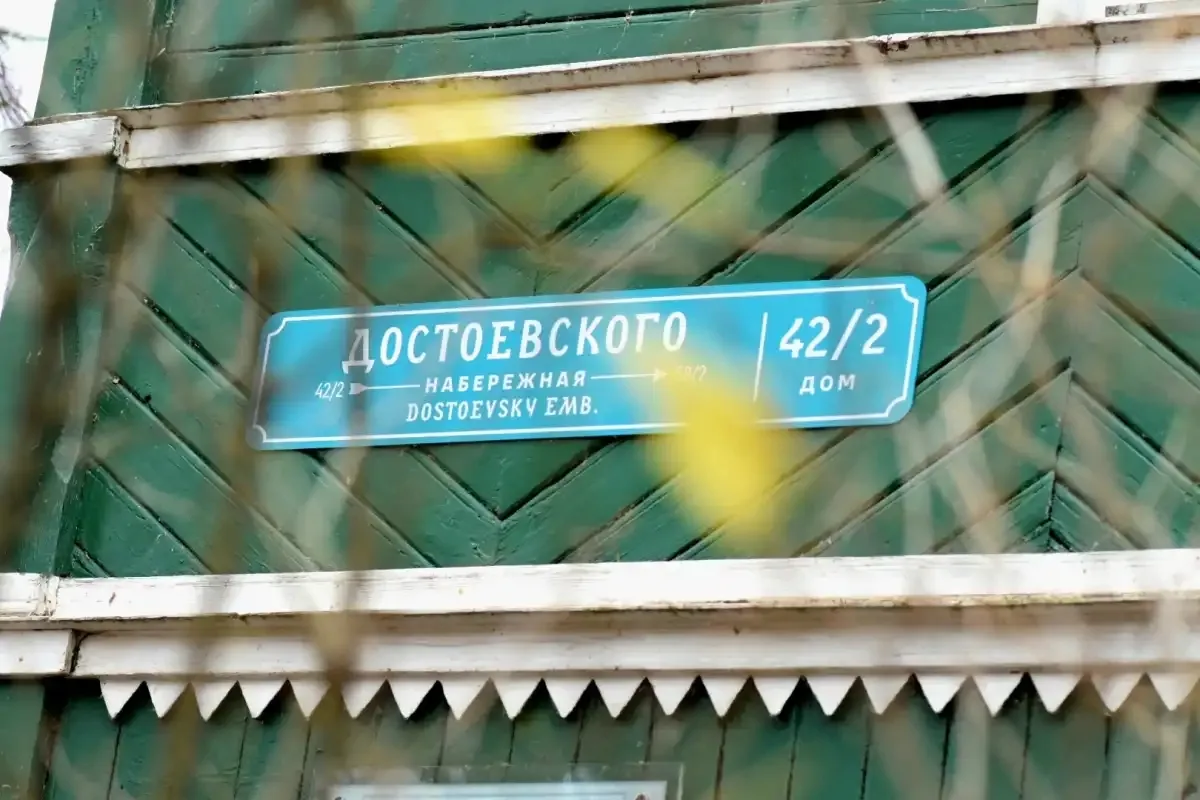 ДОСТОЕВСКОГО
42/2 НАБЕРЕЖНАЯ
DOSTOEVSKY EMB.
42/2
ДОМ